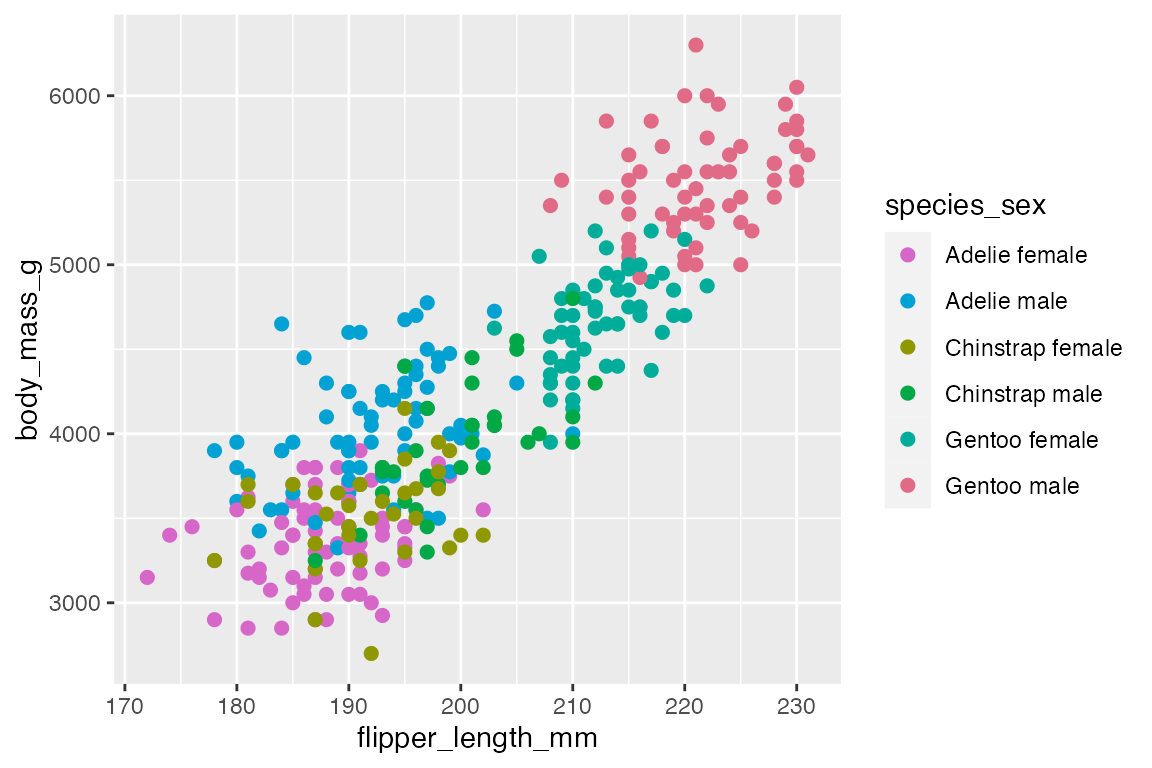 body_mass_g
6000
5000
4000
3000
170 180 190 200 210 220 230
flipper_length_mm
species_sex
Adelie female
Adelie male
Chinstrap female
Chinstrap male
Gentoo female
Gentoo male